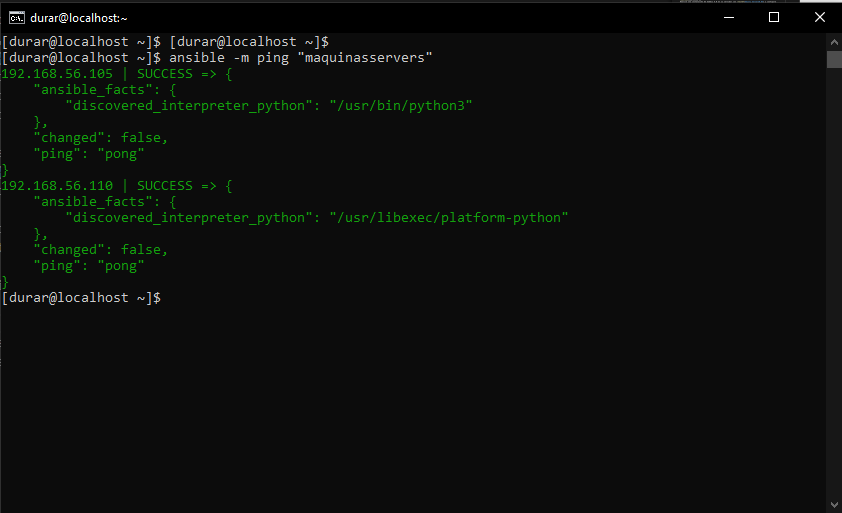 durar@localhost:~
[durar@localhost ~]$ [durar@localhost ~]$
[durar@localhost ~]$ ansible -m ping "maquinasservers"
192.168.56.105 | SUCCESS => {
    "ansible_facts": {
        "discovered_interpreter_python": "/usr/bin/python3"
    },
    "changed": false,
    "ping": "pong"
}
192.168.56.110 | SUCCESS => {
    "ansible_facts": {
        "discovered_interpreter_python": "/usr/libexec/platform-python"
    },
    "changed": false,
    "ping": "pong"
}
[durar@localhost ~]$